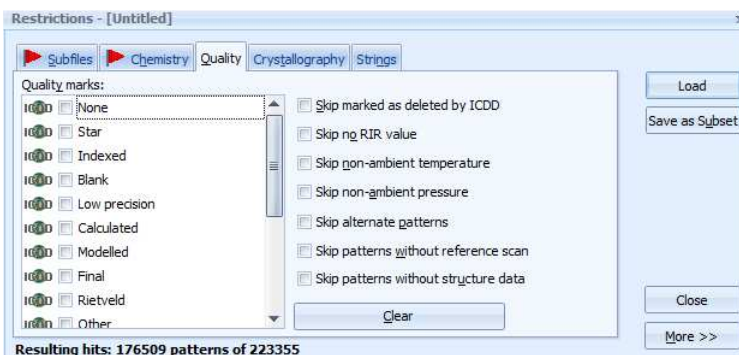 Restrictions - [Untitled]
Subfiles Chemistry Quality Crystallography Strings
Quality marks:
None
Star
Indexed
Blank
Low precision
Calculated
Modelled
Final
Rietveld
Other
Skip marked as deleted by ICDD
Skip no RIR value
Skip non-ambient temperature
Skip non-ambient pressure
Skip alternate patterns
Skip patterns without reference scan
Skip patterns without structure data
Clear
Load
Save as Subset
Close
More >>
Resulting hits: 176509 patterns of 223355